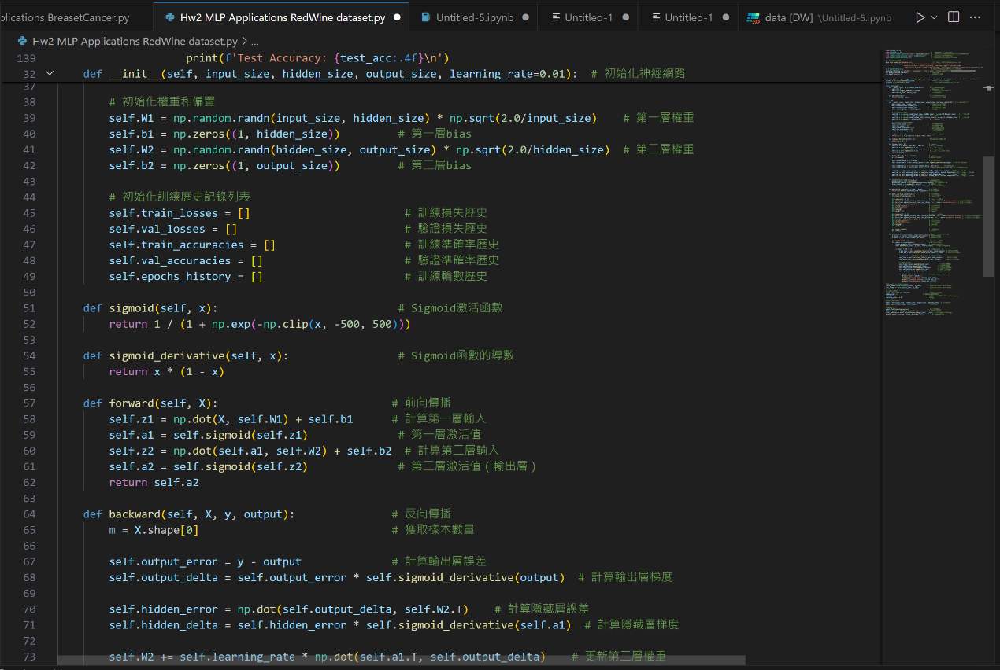 plications BreasetCancer.py
Hw2 MLP Applications RedWine dataset.py
Untitled-5.ipynb
Untitled-1
Untitled-1
data [DW] \Untitled-5.ipynb
Hw2 MLP Applications RedWine dataset.py > ...
139 print(f'Test Accuracy: {test_acc:.4f}\n')
32 def __init__(self, input_size, hidden_size, output_size, learning_rate=0.01): # 初始化神經網路
37
38 # 初始化權重和偏置
39 self.W1 = np.random.randn(input_size, hidden_size) * np.sqrt(2.0/input_size) # 第一層權重
40 self.b1 = np.zeros((1, hidden_size)) # 第一層bias
41 self.W2 = np.random.randn(hidden_size, output_size) * np.sqrt(2.0/hidden_size) # 第二層權重
42 self.b2 = np.zeros((1, output_size)) # 第二層bias
43
44 # 初始化訓練歷史記錄列表
45 self.train_losses = [] # 訓練損失歷史
46 self.val_losses = [] # 驗證損失歷史
47 self.train_accuracies = [] # 訓練準確率歷史
48 self.val_accuracies = [] # 驗證準確率歷史
49 self.epochs_history = [] # 訓練輪數歷史
50
51 def sigmoid(self, x): # Sigmoid激活函數
52 return 1 / (1 + np.exp(-np.clip(x, -500, 500)))
53
54 def sigmoid_derivative(self, x): # Sigmoid函數的導數
55 return x * (1 - x)
56
57 def forward(self, X): # 前向傳播
58 self.z1 = np.dot(X, self.W1) + self.b1 # 計算第一層輸入
59 self.a1 = self.sigmoid(self.z1) # 第一層激活值
60 self.z2 = np.dot(self.a1, self.W2) + self.b2 # 計算第二層輸入
61 self.a2 = self.sigmoid(self.z2) # 第二層激活值(輸出層)
62 return self.a2
63
64 def backward(self, X, y, output): # 反向傳播
65 m = X.shape[0] # 獲取樣本數量
66
67 self.output_error = y - output # 計算輸出層誤差
68 self.output_delta = self.output_error * self.sigmoid_derivative(output) # 計算輸出層梯度
69
70 self.hidden_error = np.dot(self.output_delta, self.W2.T) # 計算隱藏層誤差
71 self.hidden_delta = self.hidden_error * self.sigmoid_derivative(self.a1) # 計算隱藏層梯度
72
73 self.W2 += self.learning_rate * np.dot(self.a1.T, self.output_delta) # 更新第二層權重